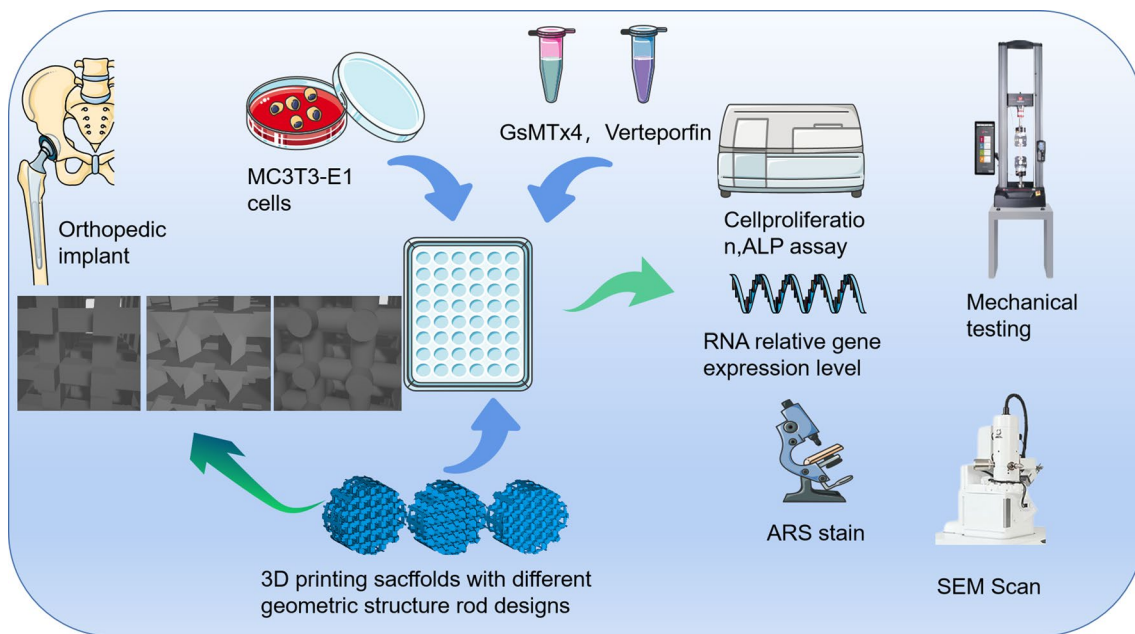 GsMTx4, Verteporfin
MC3T3-E1
cells
Orthopedic
implant
Cellproliferatio
n,ALP assay
Mechanical
testing
RNA relative gene
expression level
ARS stain
SEM Scan
3D printing sacffolds with different
geometric structure rod designs